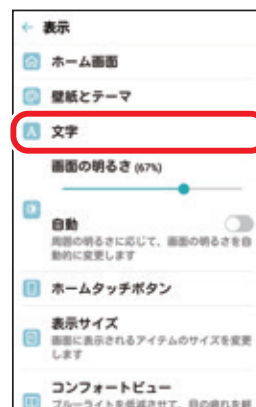 ← 表示
ホーム画面
壁紙とテーマ
A 文字
画面の明るさ (67%)
自動
周囲の明るさに応じて、画面の明るさを自
動的に変更します
ホームタッチボタン
表示サイズ
画面に表示されるアイテムのサイズを変更
します
コンフォートビュー
ブルーライトを低減させて、目の疲れを軽